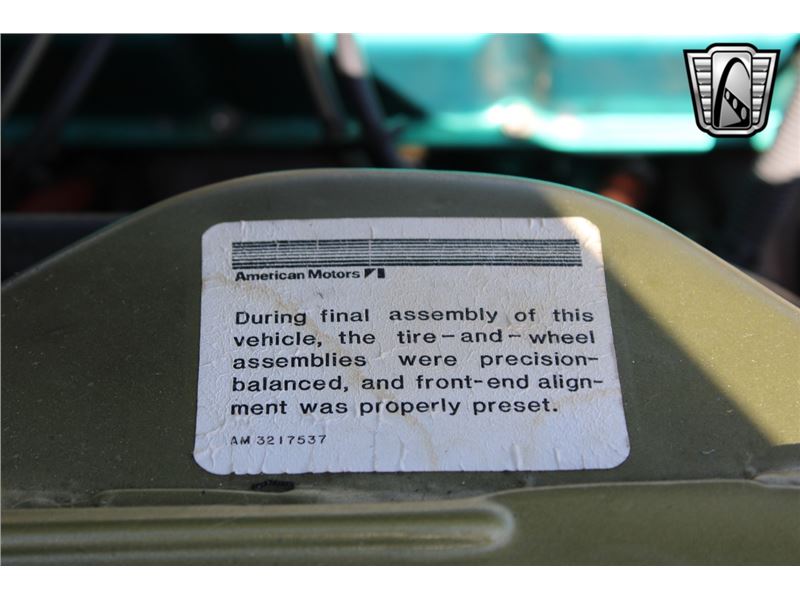 American Motors
During final assembly of this
vehicle, the tire-and-wheel
assemblies were precision-
balanced, and front-end align-
ment was properly preset.
AM 3217537